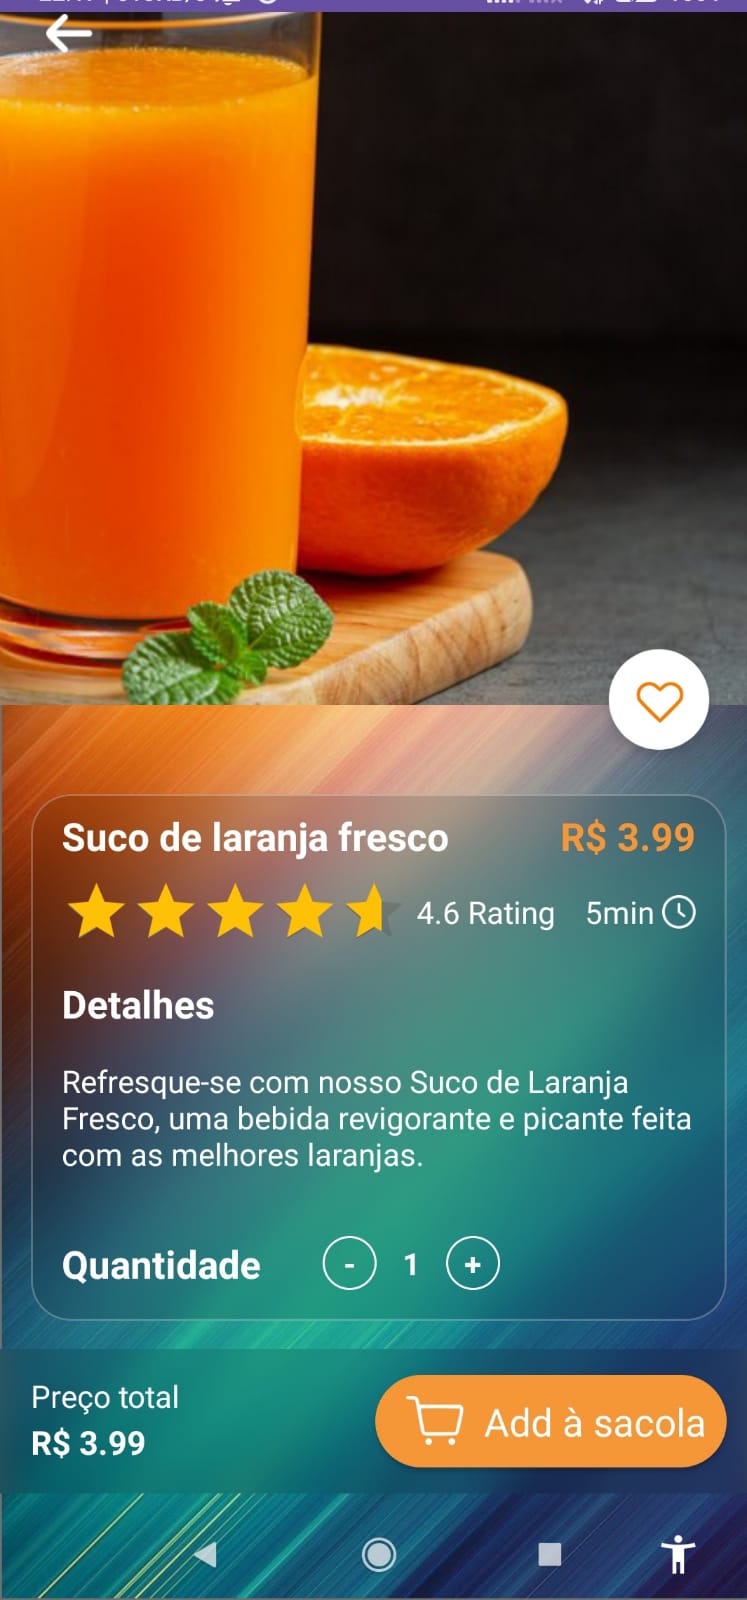 Suco de laranja fresco R$ 3.99
4.6 Rating 5min
Detalhes
Refresque-se com nosso Suco de Laranja
Fresco, uma bebida revigorante e picante feita
com as melhores laranjas.
Quantidade - 1 +
Preço total
R$ 3.99
Add à sacola